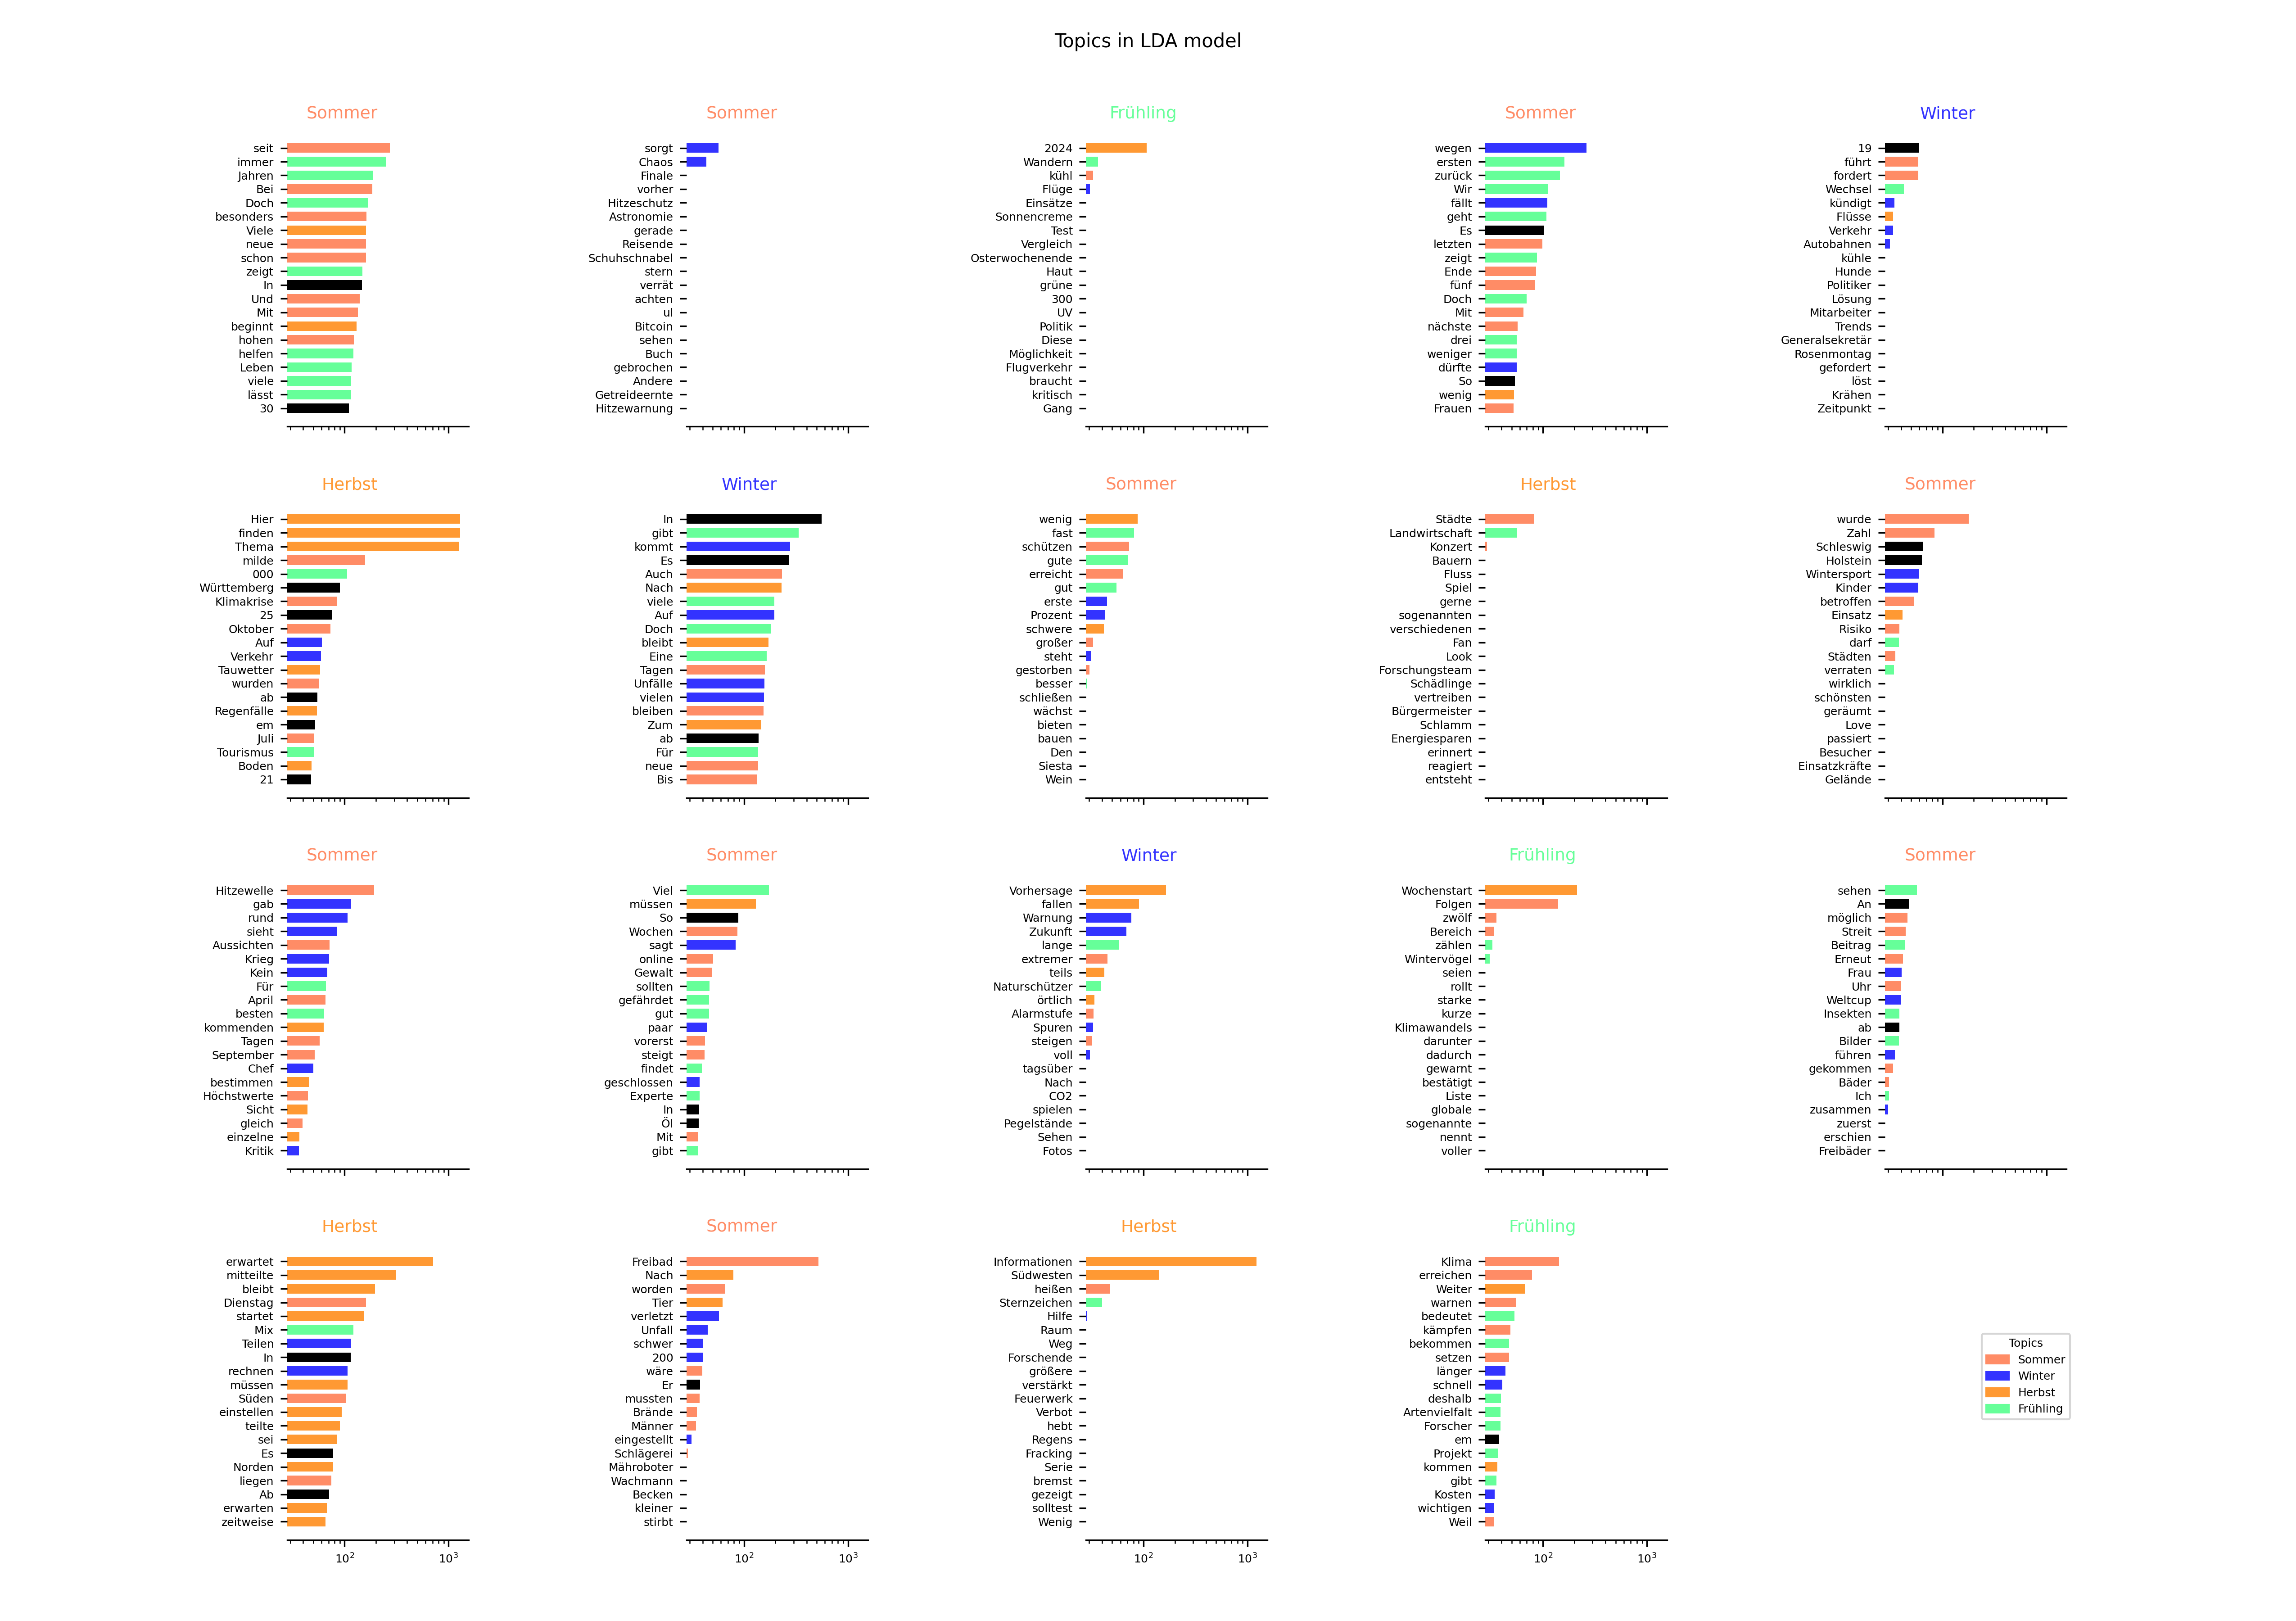 Topics in LDA model
Sommer
seit
immer
Jahren
Bei
Doch
besonders
Viele
neue
schon
zeigt
In
Und
Mit
beginnt
hohen
helfen
Leben
viele
lässt
30
Sommer
sorgt
Chaos
Finale
vorher
Hitzeschutz
Astronomie
gerade
Reisende
Schuhschnabel
stern
verrät
achten
ul
Bitcoin
sehen
Buch
gebrochen
Andere
Getreideernte
Hitzewarnung
Frühling
2024
Wandern
kühl
Flüge
Einsätze
Sonnencreme
Test
Vergleich
Osterwochenende
Haut
grüne
300
UV
Politik
Diese
Möglichkeit
Flugverkehr
braucht
kritisch
Gang
Sommer
wegen
ersten
zurück
Wir
fällt
geht
Es
letzten
zeigt
Ende
fünf
Doch
Mit
nächste
drei
weniger
dürfte
So
wenig
Frauen
Winter
19
führt
fordert
Wechsel
kündigt
Flüsse
Verkehr
Autobahnen
kühle
Hunde
Politiker
Lösung
Mitarbeiter
Trends
Generalsekretär
Rosenmontag
gefordert
löst
Krähen
Zeitpunkt
Herbst
Hier
finden
Thema
milde
000
Württemberg
Klimakrise
25
Oktober
Auf
Verkehr
Tauwetter
wurden
ab
Regenfälle
em
Juli
Tourismus
Boden
21
Winter
In
gibt
kommt
Es
Auch
Nach
viele
Auf
Doch
bleibt
Eine
Tagen
Unfälle
vielen
bleiben
Zum
ab
Für
neue
Bis
Sommer
wenig
fast
schützen
gute
erreicht
gut
erste
Prozent
schwere
großer
steht
gestorben
besser
schließen
wächst
bieten
bauen
Den
Siesta
Wein
Herbst
Städte
Landwirtschaft
Konzert
Bauern
Fluss
Spiel
gerne
sogenannten
verschiedenen
Fan
Look
Forschungsteam
Schädlinge
vertreiben
Bürgermeister
Schlamm
Energiesparen
erinnert
reagiert
entsteht
Sommer
wurde
Zahl
Schleswig
Holstein
Wintersport
Kinder
betroffen
Einsatz
Risiko
darf
Städten
verraten
wirklich
schönsten
geräumt
Love
passiert
Besucher
Einsatzkräfte
Gelände
Sommer
Hitzewelle
gab
rund
sieht
Aussichten
Krieg
Kein
Für
April
besten
kommenden
Tagen
September
Chef
bestimmen
Höchstwerte
Sicht
gleich
einzelne
Kritik
Sommer
Viel
müssen
So
Wochen
sagt
online
Gewalt
sollten
gefährdet
gut
paar
vorerst
steigt
findet
geschlossen
Experte
In
Öl
Mit
gibt
Winter
Vorhersage
fallen
Warnung
Zukunft
lange
extremer
teils
Naturschützer
örtlich
Alarmstufe
Spuren
steigen
voll
tagsüber
Nach
CO2
spielen
Pegelstände
Sehen
Fotos
Frühling
Wochenstart
Folgen
zwölf
Bereich
zählen
Wintervögel
seien
rollt
starke
kurze
Klimawandels
darunter
dadurch
gewarnt
bestätigt
Liste
globale
sogenannte
nennt
voller
Sommer
sehen
An
möglich
Streit
Beitrag
Erneut
Frau
Uhr
Weltcup
Insekten
ab
Bilder
führen
gekommen
Bäder
Ich
zusammen
zuerst
erschien
Freibäder
Herbst
erwartet
mitteilte
bleibt
Dienstag
startet
Mix
Teilen
In
rechnen
müssen
Süden
einstellen
teilte
sei
Es
Norden
liegen
Ab
erwarten
zeitweise
10² 10³
Sommer
Freibad
Nach
worden
Tier
verletzt
Unfall
schwer
200
wäre
Er
mussten
Brände
Männer
eingestellt
Schlägerei
Mähroboter
Wachmann
Becken
kleiner
stirbt
10² 10³
Herbst
Informationen
Südwesten
heißen
Sternzeichen
Hilfe
Raum
Weg
Forschende
größere
verstärkt
Feuerwerk
Verbot
hebt
Regens
Fracking
Serie
bremst
gezeigt
solltest
Wenig
10² 10³
Frühling
Klima
erreichen
Weiter
warnen
bedeutet
kämpfen
bekommen
setzen
länger
schnell
deshalb
Artenvielfalt
Forscher
em
Projekt
kommen
gibt
Kosten
wichtigen
Weil
10² 10³
Topics
Sommer
Winter
Herbst
Frühling